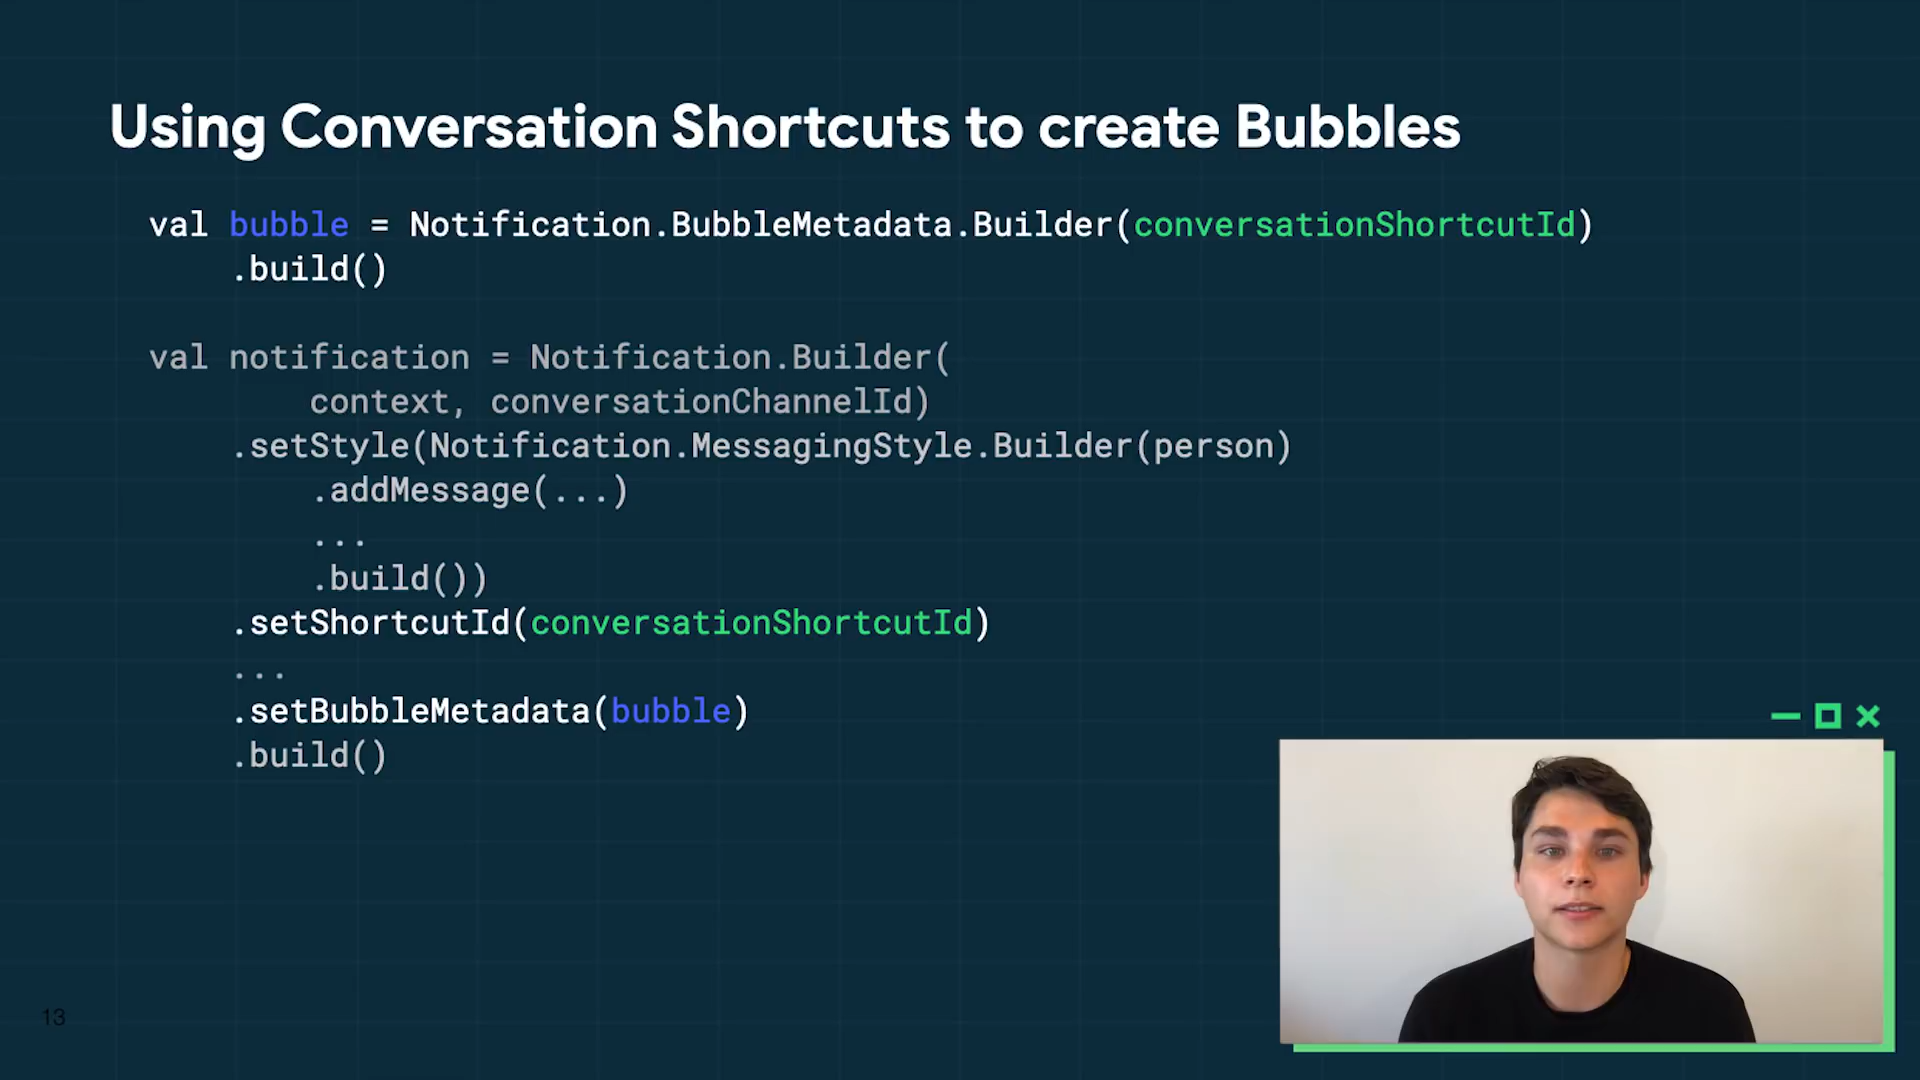 Using Conversation Shortcuts to create Bubbles
val bubble = Notification.BubbleMetadata.Builder(conversationShortcutId)
.build()
val notification = Notification.Builder(
context, conversationChannelId)
.setStyle(Notification.MessagingStyle.Builder(person)
.addMessage(...)
...
.build())
.setShortcutId(conversationShortcutId)
...
.setBubbleMetadata(bubble)
.build()
13